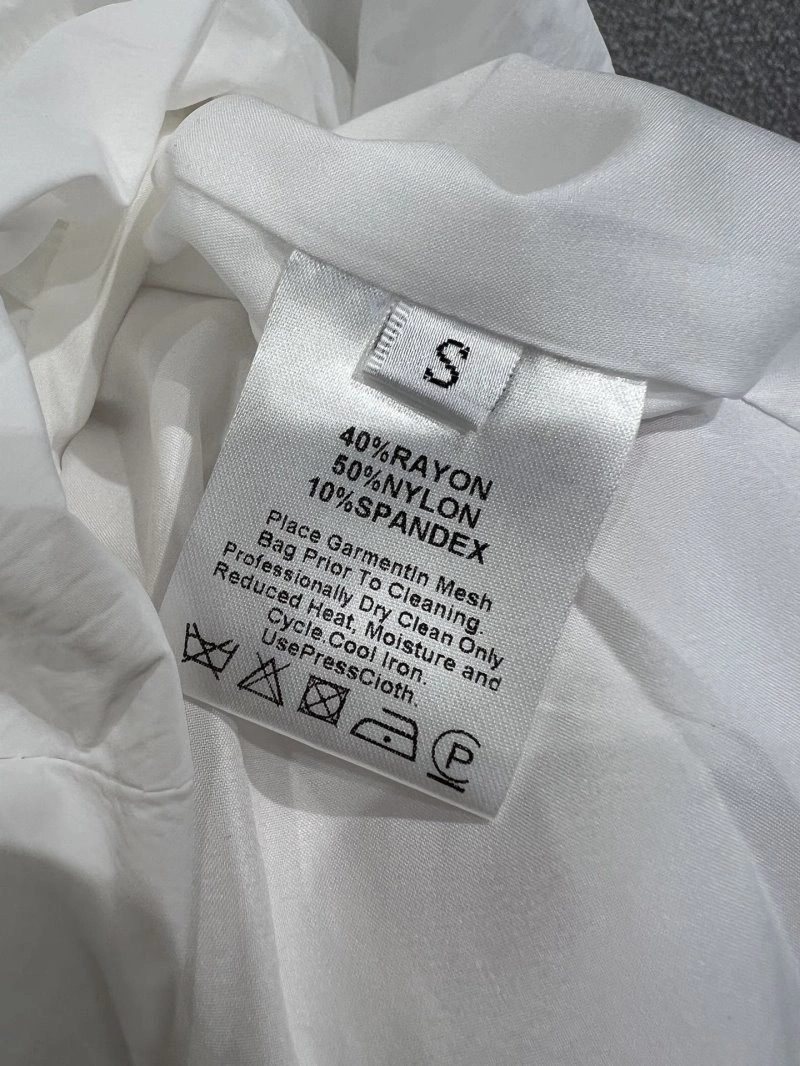 S
40%RAYON
50%NYLON
10%SPANDEX
Place GarmentIn Mesh
Bag Prior To Cleaning.
Professionally Dry Clean Only
Reduced Heat, Moisture and
Cycle.Cool Iron.
UsePressCloth.
P